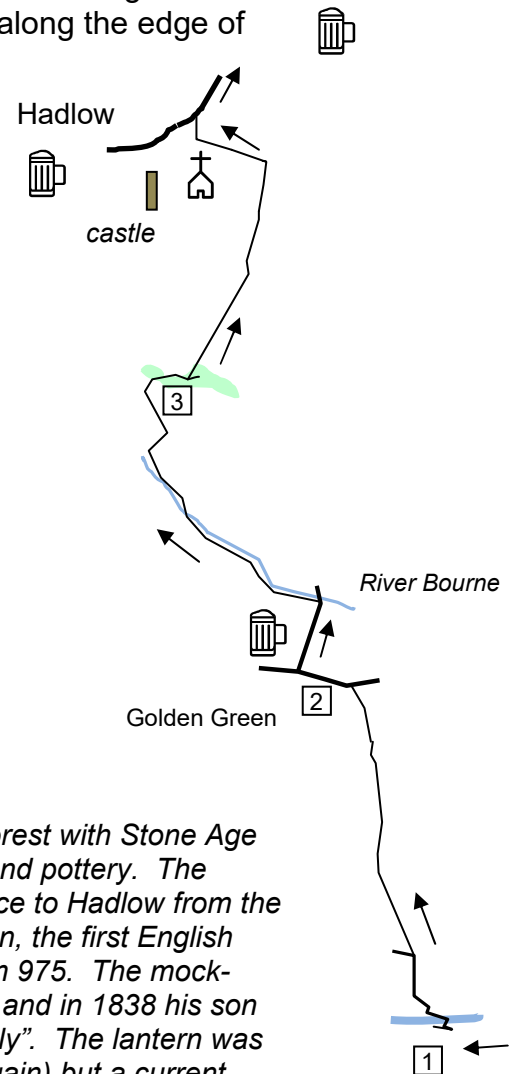 along the edge of
Hadlow
castle
3
River Bourne
2
Golden Green
orest with Stone Age
nd pottery. The
ce to Hadlow from the
n, the first English
n 975. The mock-
and in 1838 his son
ly”. The lantern was
ain) but a current
1